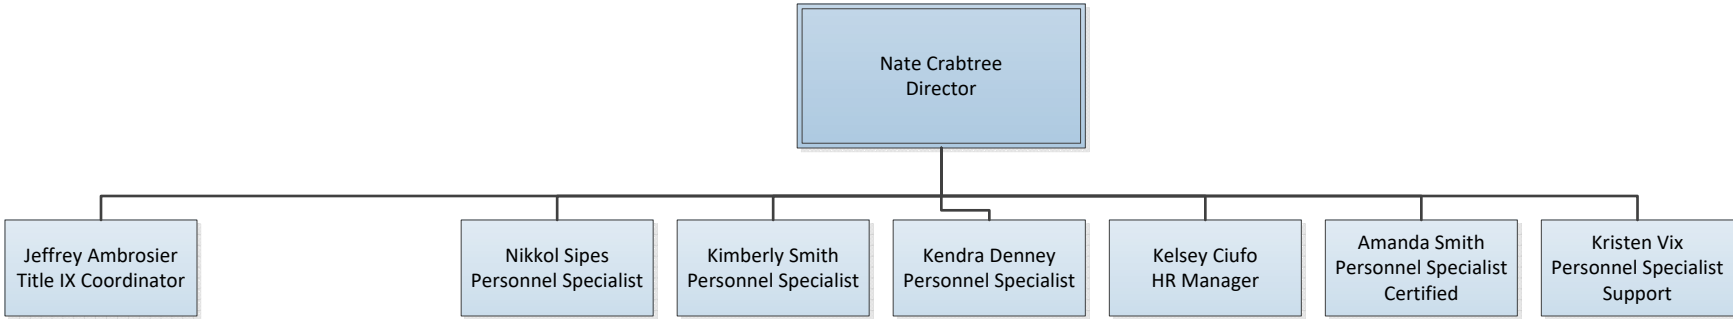 Nate Crabtree
Director
Jeffrey Ambrosier
Title IX Coordinator
Nikkol Sipes
Personnel Specialist
Kimberly Smith
Personnel Specialist
Kendra Denney
Personnel Specialist
Kelsey Ciufo
HR Manager
Amanda Smith
Personnel Specialist
Certified
Kristen Vix
Personnel Specialist
Support